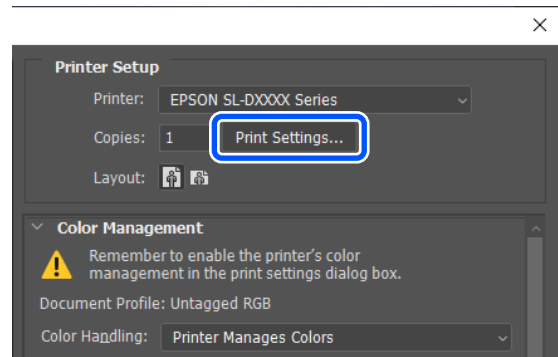 Printer Setup
Printer: EPSON SL-DXXXX Series
Copies: 1 Print Settings...
Layout:
Color Management
Remember to enable the printer's color
management in the print settings dialog box.
Document Profile: Untagged RGB
Color Handling: Printer Manages Colors